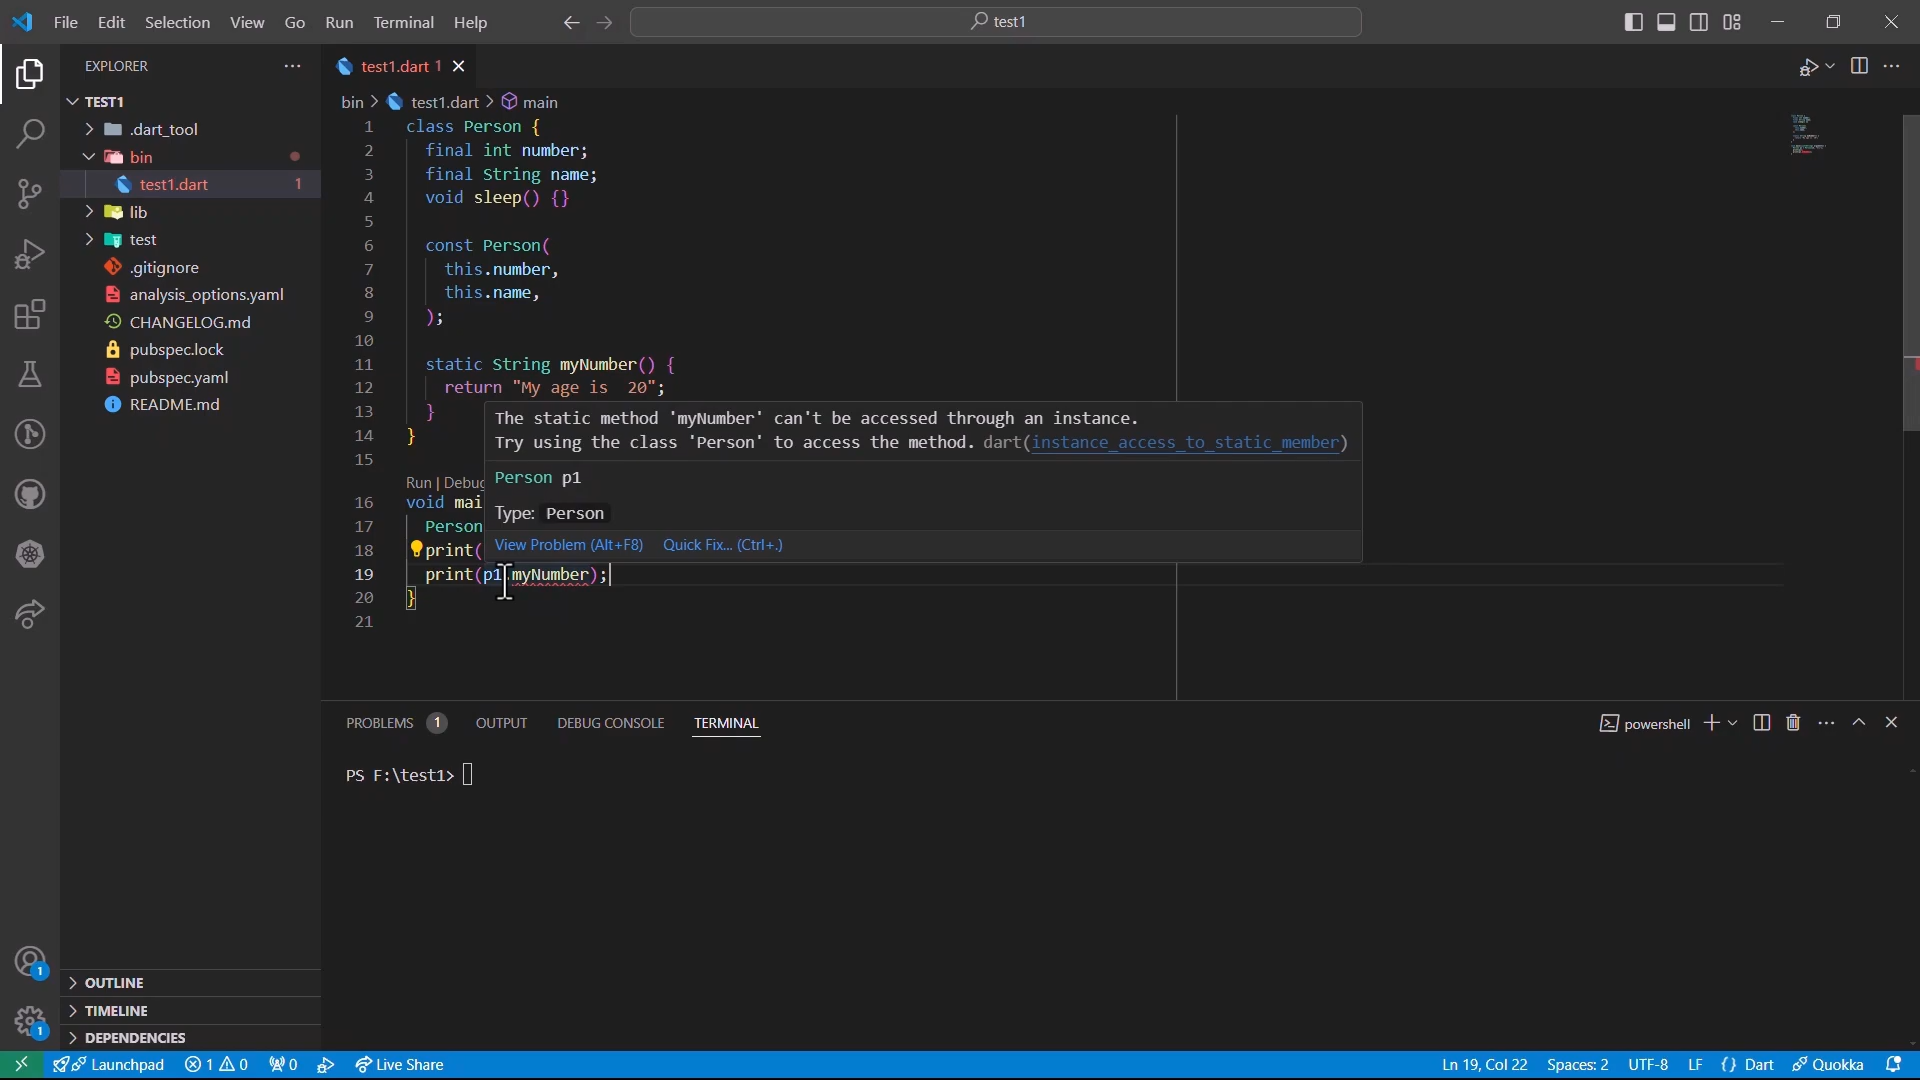 File Edit Selection View Go Run Terminal Help
test1
EXPLORER
TEST1
.dart_tool
bin
test1.dart 1
lib
test
.gitignore
analysis_options.yaml
CHANGELOG.md
pubspec.lock
pubspec.yaml
README.md
OUTLINE
TIMELINE
DEPENDENCIES
1
1
test1.dart 1
bin > test1.dart > main
1 class Person {
2 final int number;
3 final String name;
4 void sleep() {}
5
6 const Person(
7 this.number,
8 this.name,
9 );
10
11 static String myNumber() {
12 return "My age is  20";
13 }
14 }
15
Run | Debug
16 void mai
17 Person
18 print(
19 print(p1.myNumber);
20 }
21
The static method 'myNumber' can't be accessed through an instance.
Try using the class 'Person' to access the method. dart(instance_access_to_static_member)
Person p1
Type: Person
View Problem (Alt+F8) Quick Fix... (Ctrl+.)
PROBLEMS 1 OUTPUT DEBUG CONSOLE TERMINAL
powershell
PS F:\test1>
Launchpad 1 0 0 Live Share
Ln 19, Col 22 Spaces: 2 UTF-8 LF {} Dart Quokka